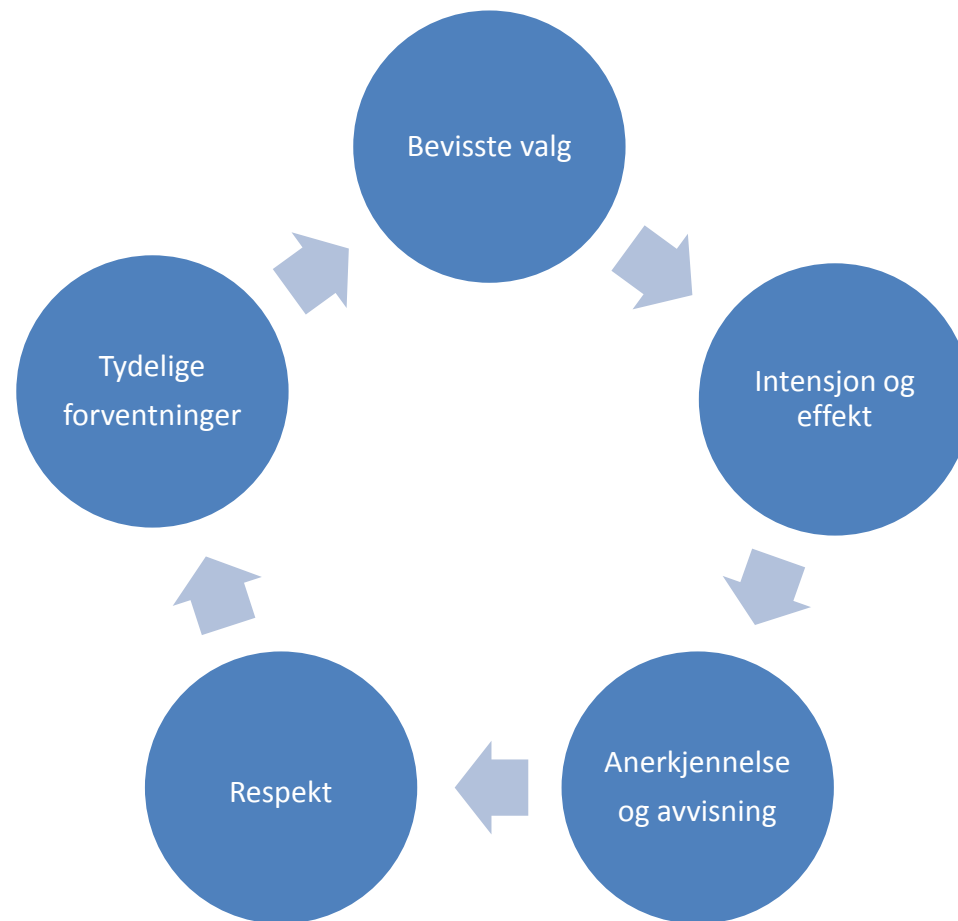 Bevisste valg
Intensjon og
effekt
Anerkjennelse
og avvisning
Respekt
Tydelige
forventninger